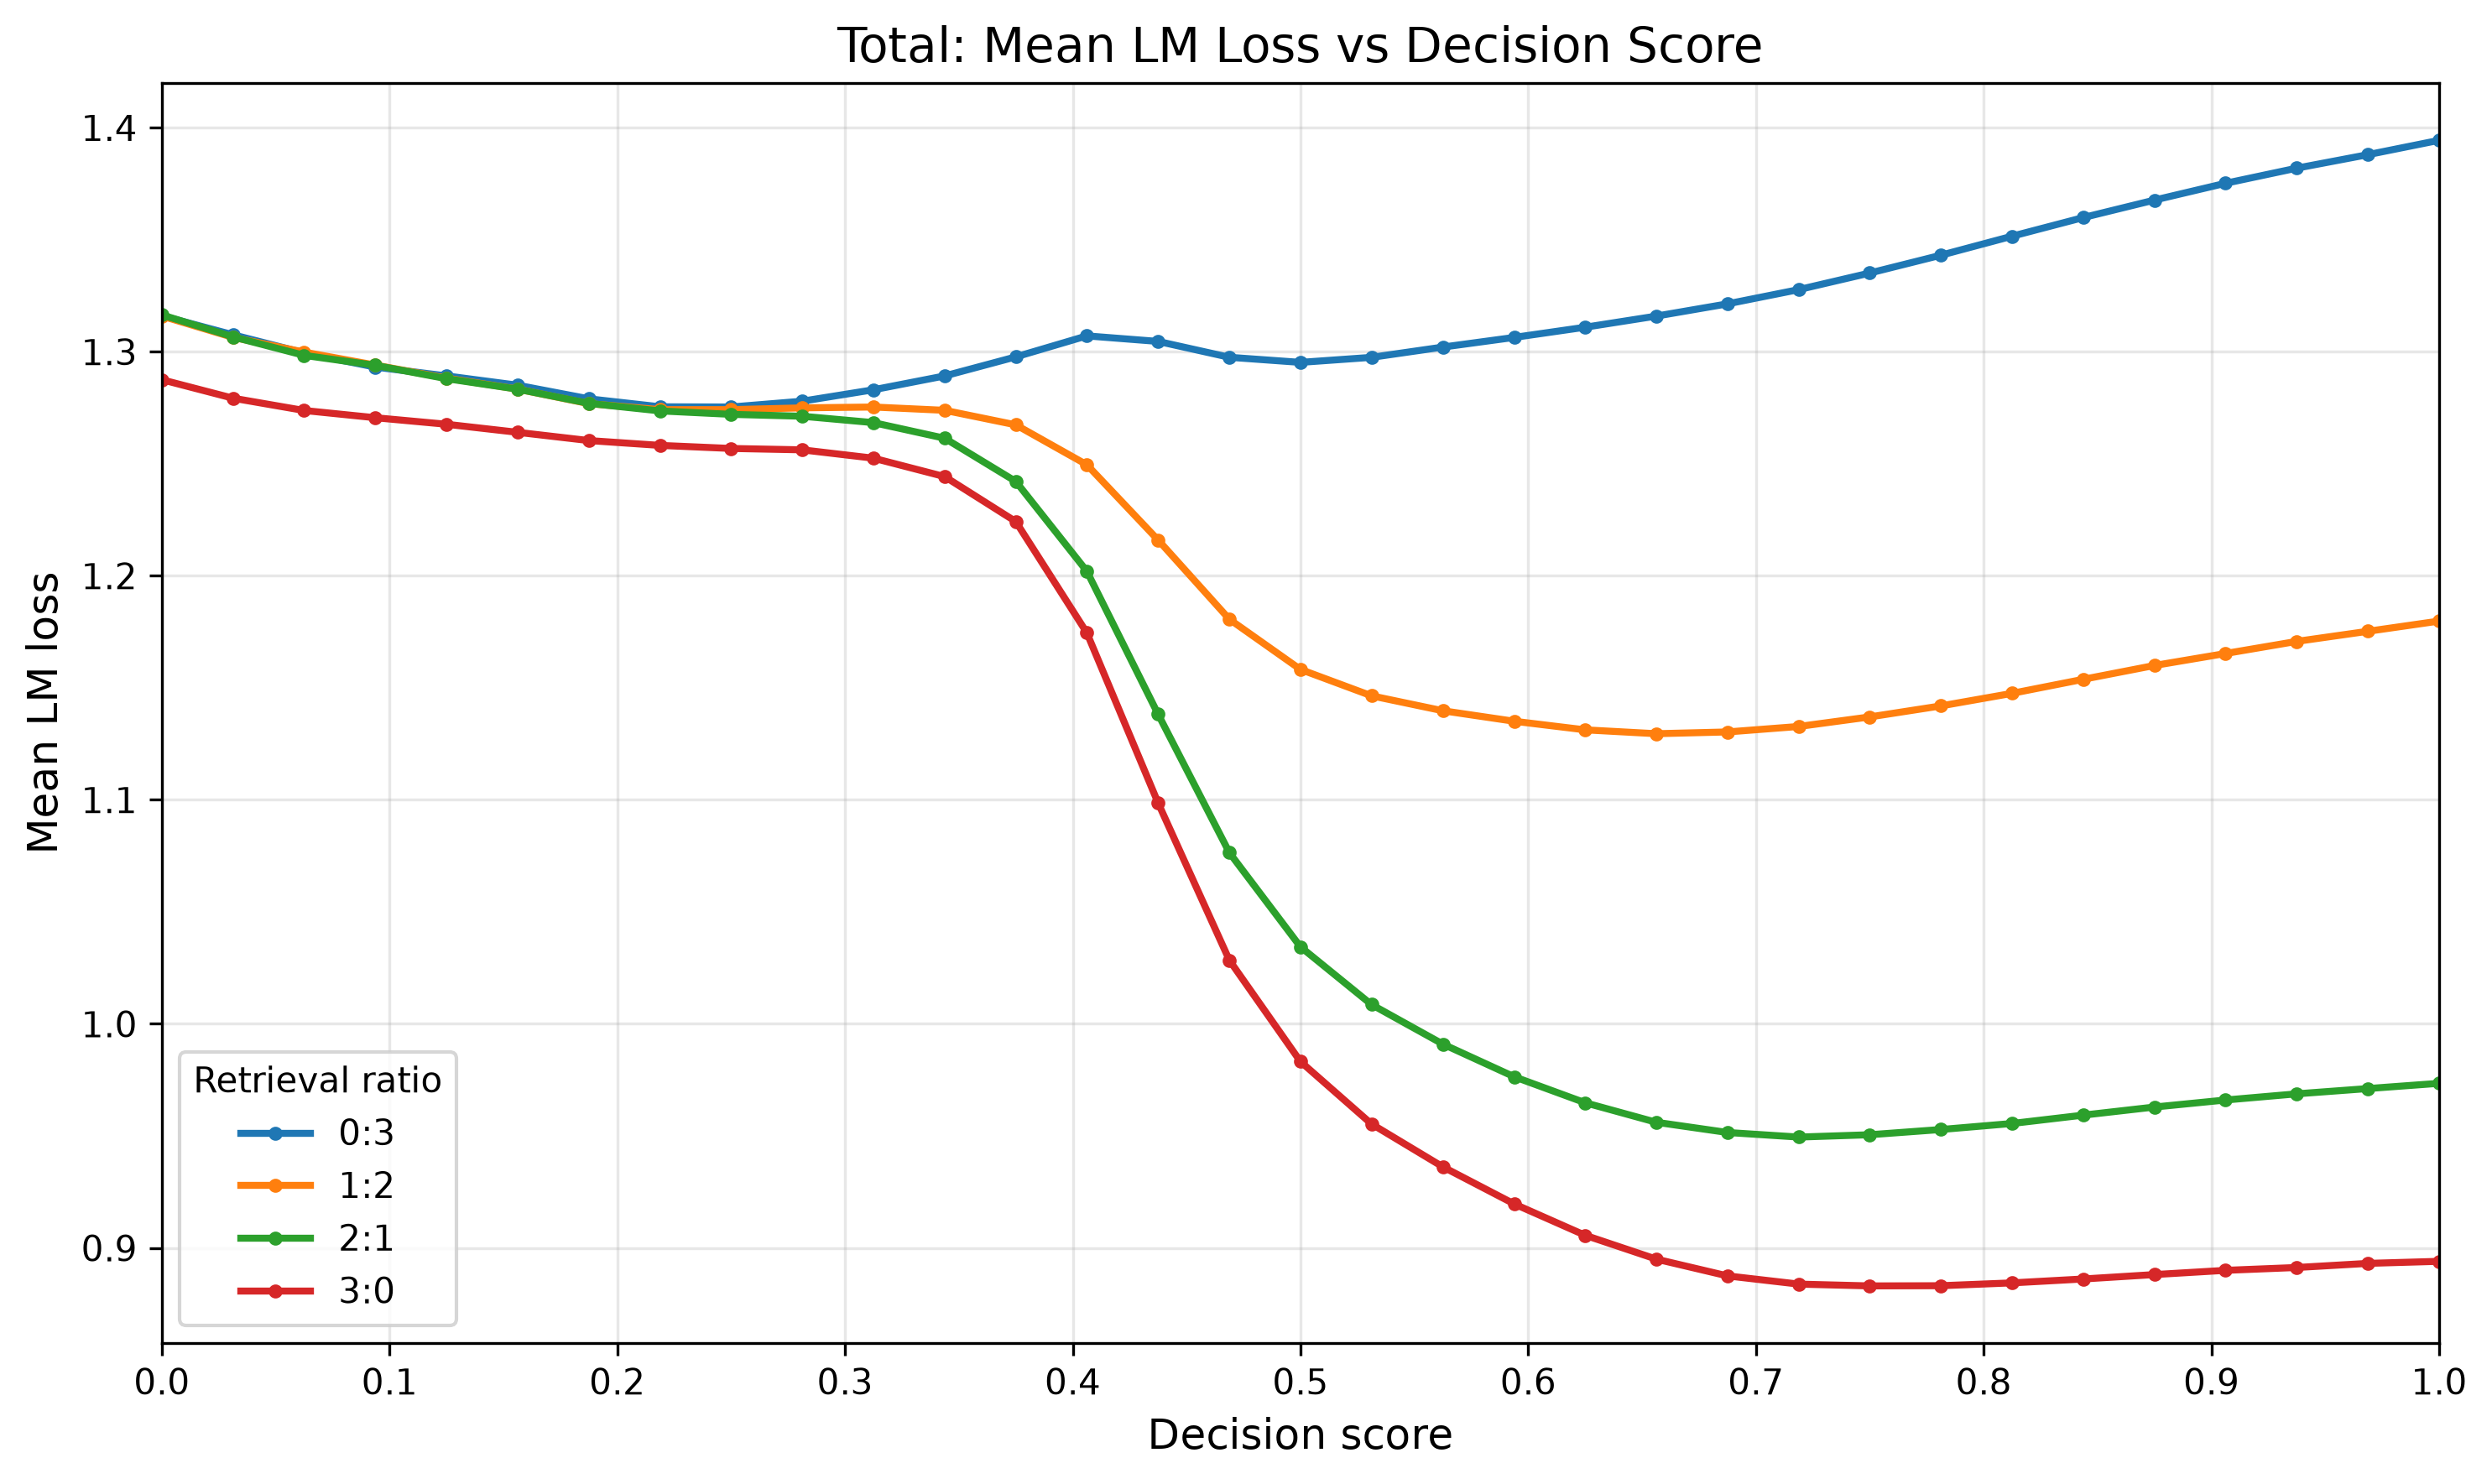 Total: Mean LM Loss vs Decision Score
Mean LM loss
1.4
1.3
1.2
1.1
1.0
0.9
Retrieval ratio
0:3
1:2
2:1
3:0
0.0 0.1 0.2 0.3 0.4 0.5 0.6 0.7 0.8 0.9 1.0
Decision score